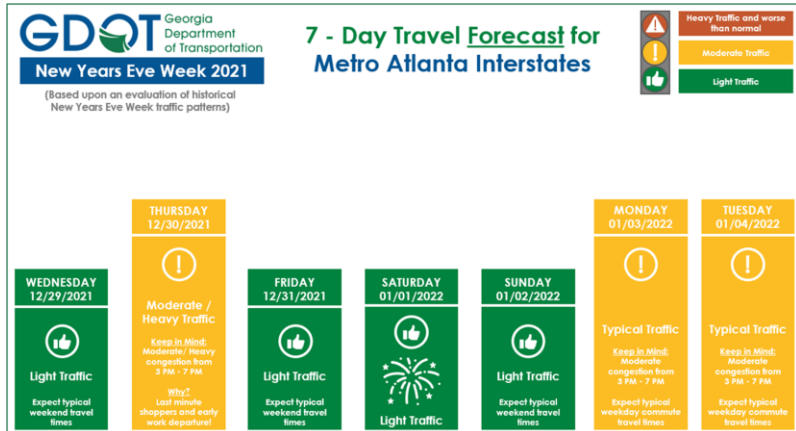 GDOT
Georgia
Department
of Transportation
New Years Eve Week 2021
(Based upon an evaluation of historical
New Years Eve Week traffic patterns)
7 - Day Travel Forecast for
Metro Atlanta Interstates
Heavy Traffic and worse
than normal
Moderate Traffic
Light Traffic
WEDNESDAY
12/29/2021
Light Traffic
Expect typical
weekend travel
times
THURSDAY
12/30/2021
Moderate /
Heavy Traffic
Keep in Mind:
Moderate/ Heavy
congestion from
3 PM - 7 PM
Why?
Last minute
shoppers and early
work departure!
FRIDAY
12/31/2021
Light Traffic
Expect typical
weekend travel
times
SATURDAY
01/01/2022
Light Traffic
SUNDAY
01/02/2022
Light Traffic
Expect typical
weekend travel
times
MONDAY
01/03/2022
Typical Traffic
Keep in Mind:
Moderate
congestion from
3 PM - 7 PM
Expect typical
weekday commute
travel times
TUESDAY
01/04/2022
Typical Traffic
Keep in Mind:
Moderate
congestion from
3 PM - 7 PM
Expect typical
weekday commute
travel times